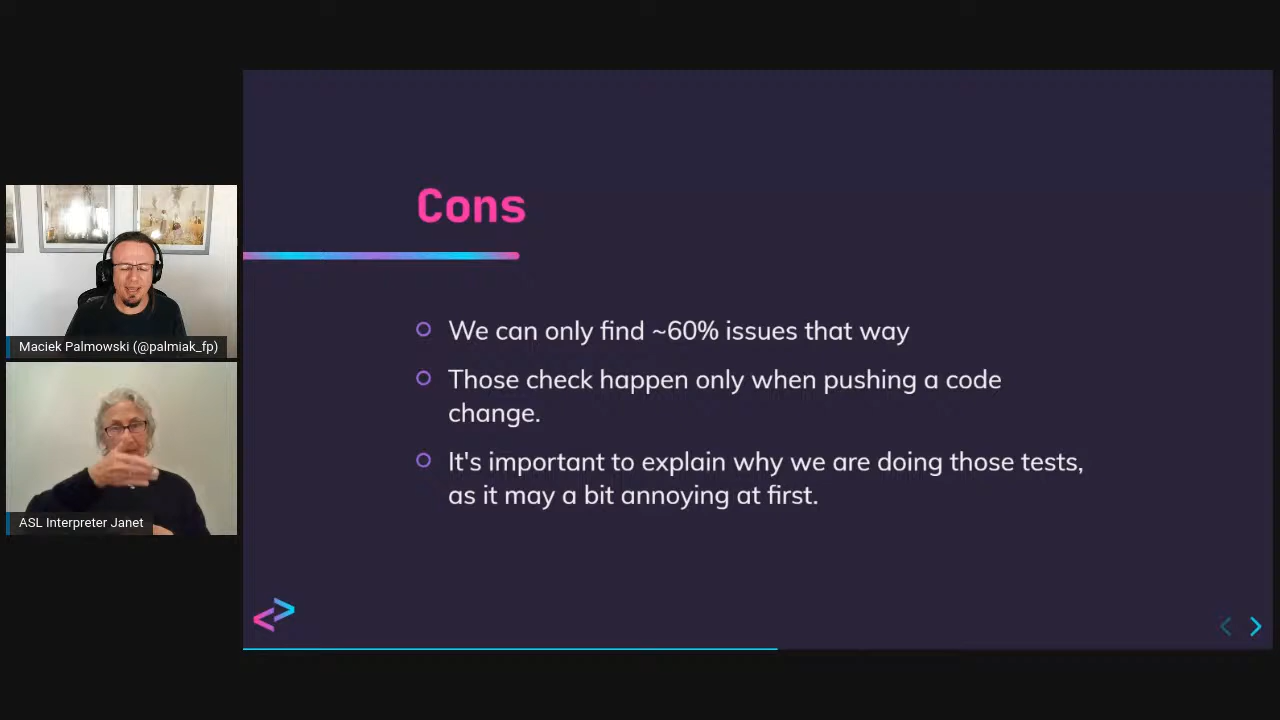 Cons
We can only find ~60% issues that way
Those check happen only when pushing a code
change.
It's important to explain why we are doing those tests,
as it may a bit annoying at first.
Maciek Palmowski (@palmiak_fp)
ASL Interpreter Janet